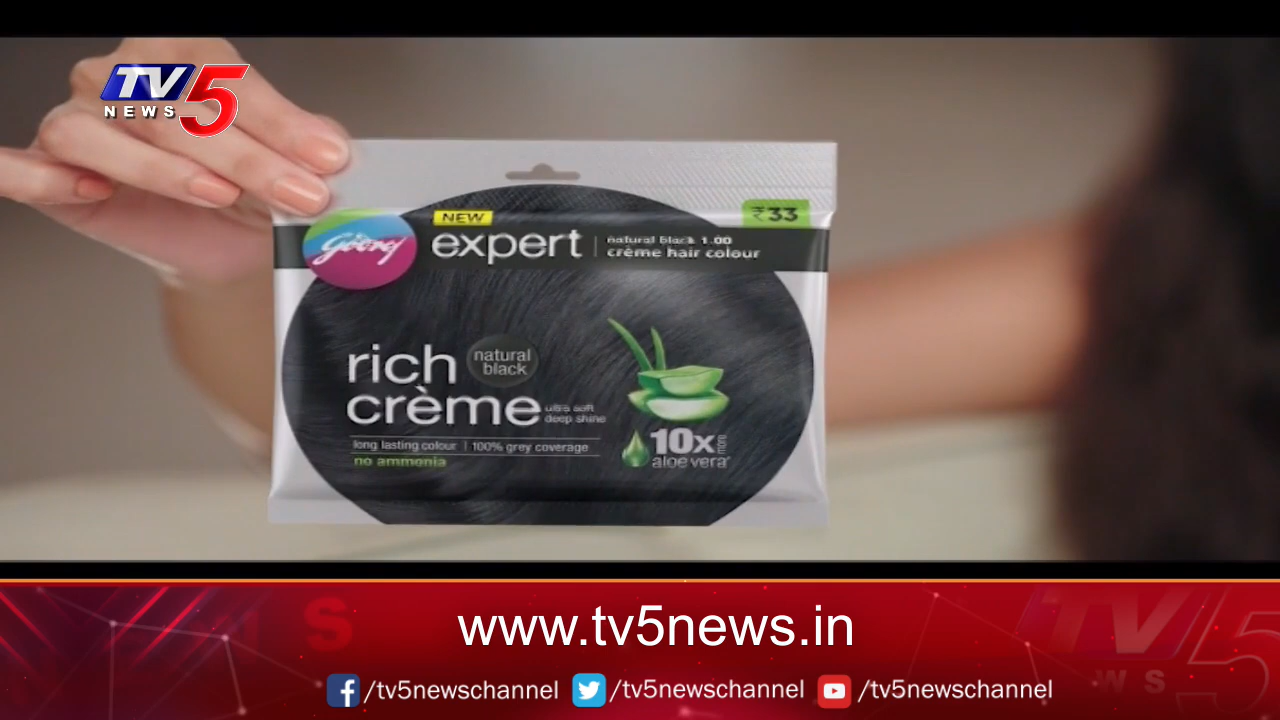 TV5
NEWS
₹33
NEW
Godrej
expert
natural black 1.00
crème hair colour
rich
crème
natural
black
ultra soft
deep shine
long lasting colour | 100% grey coverage
no ammonia
10x
more
aloe vera*
www.tv5news.in
/tv5newschannel
/tv5newschannel
/tv5newschannel
TV5
NEWS